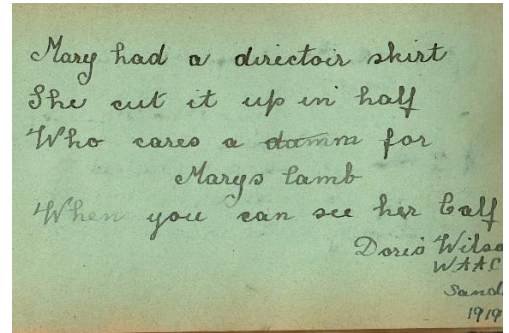 Mary had a directoir skirt
She cut it up in half
Who cares a damm for
Marys lamb
When you can see her Calf
Doris Wilso
WAAC
Sand
1919